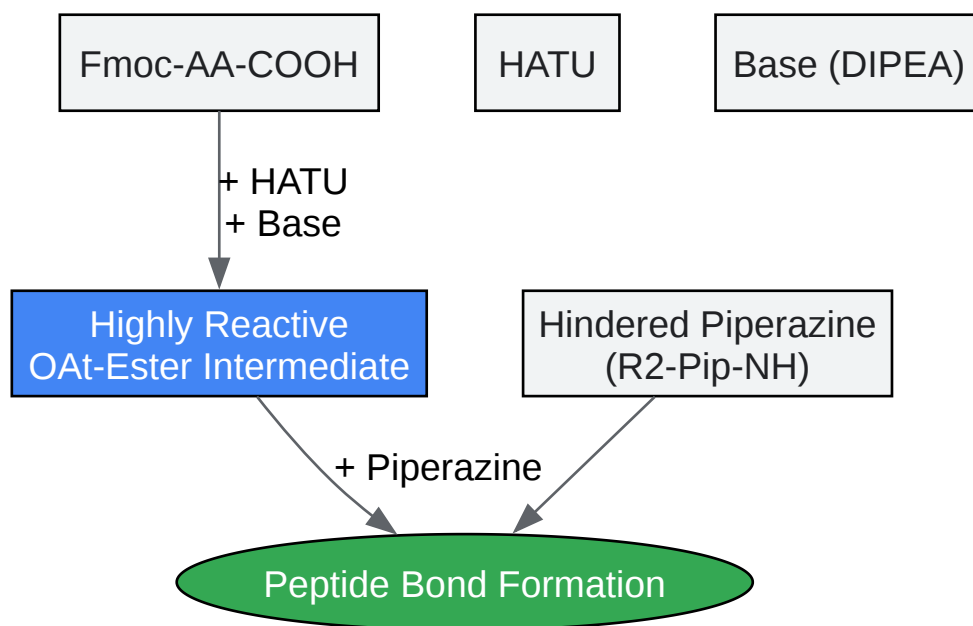 Fmoc-AA-COOH
HATU
Base (DIPEA)
+ HATU
+ Base
Highly Reactive
OAt-Ester Intermediate
Hindered Piperazine
(R2-Pip-NH)
+ Piperazine
Peptide Bond Formation